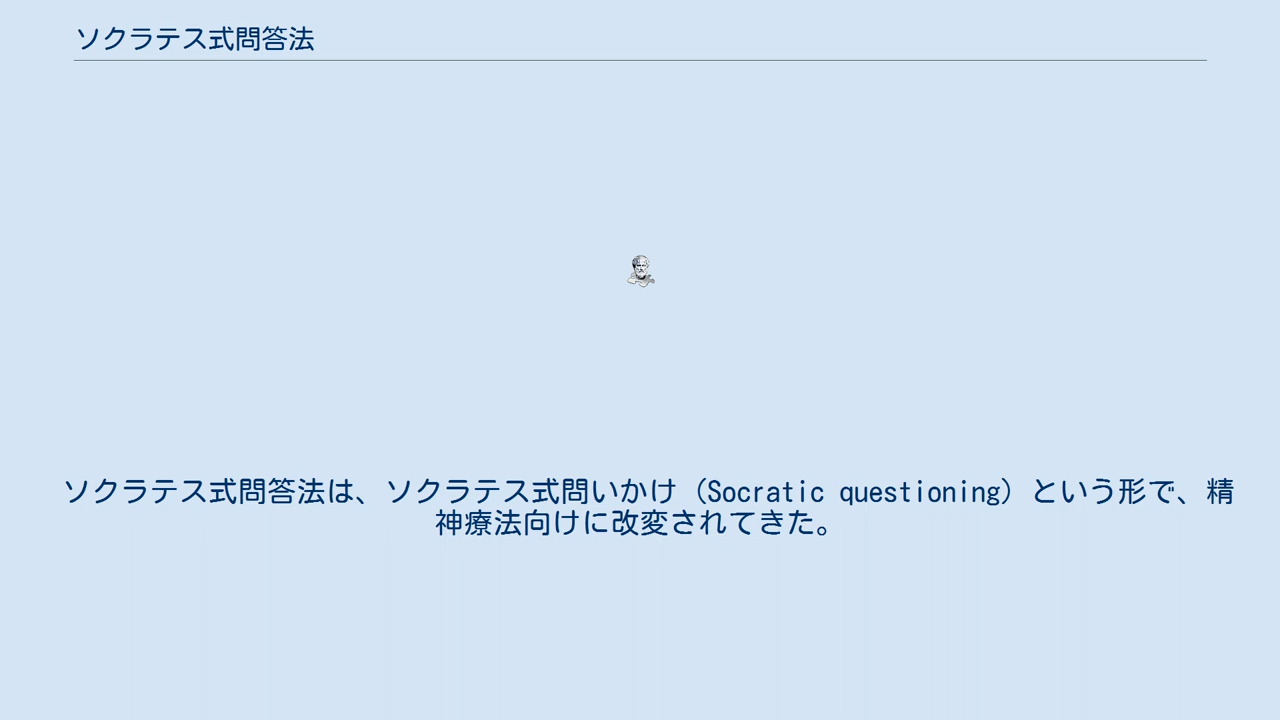 ソクラテス式問答法
ソクラテス式問答法は、ソクラテス式問いかけ（Socratic questioning）という形で、精
神療法向けに改変されてきた。